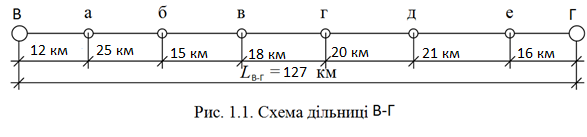 В а б в г д е Г
12 км 25 км 15 км 18 км 20 км 21 км 16 км
L В-Г = 127 км
Рис. 1.1. Схема дільниці В-Г